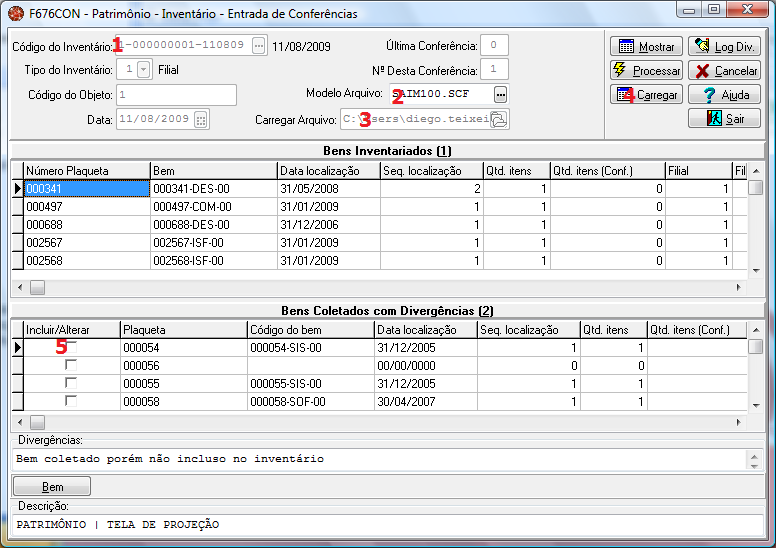 F676CON - Patrimônio - Inventário - Entrada de Conferências
Código do Inventário: 1 1-000000001-110809 ... 11/08/2009 Última Conferência: 0 Mostrar Log Div.
Tipo do Inventário: 1 Filial Nº Desta Conferência: 1 Processar Cancelar
Código do Objeto: 1 Modelo Arquivo: 2 SAIM100.SCF ... 4 Carregar Ajuda
Data: 11/08/2009 Carregar Arquivo: 3 C:\Users\diego.teixei Sair
Bens Inventariados (1)
Número Plaqueta Bem Data localização Seq. localização Qtd. itens Qtd. itens (Conf.) Filial Fil
000341 000341-DES-00 31/05/2008 2 1 0 1
000497 000497-COM-00 31/01/2009 1 1 0 1
000688 000688-DES-00 31/12/2006 1 1 0 1
002567 002567-ISF-00 31/01/2009 1 1 0 1
002568 002568-ISF-00 31/01/2009 1 1 0 1
Bens Coletados com Divergências (2)
Incluir/Alterar Plaqueta Código do bem Data localização Seq. localização Qtd. itens Qtd. itens (Conf.)
5 000054 000054-SIS-00 31/12/2005 1 1
000056 00/00/0000 0 0
000055 000055-SIS-00 31/12/2005 1 1
000058 000058-SOF-00 30/04/2007 1 1
Divergências:
Bem coletado porém não incluso no inventário
Bem
Descrição:
PATRIMÔNIO | TELA DE PROJEÇÃO